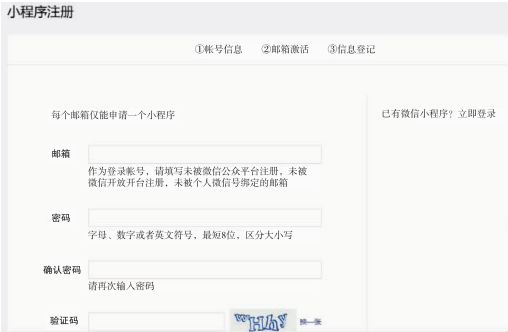 小程序注册
①帐号信息 ②邮箱激活 ③信息登记
每个邮箱仅能申请一个小程序
已有微信小程序？立即登录
邮箱
作为登录帐号，请填写未被微信公众平台注册，未被
微信开放开台注册，未被个人微信号绑定的邮箱
密码
字母、数字或者英文符号，最短8位，区分大小写
确认密码
请再次输入密码
验证码
换一张